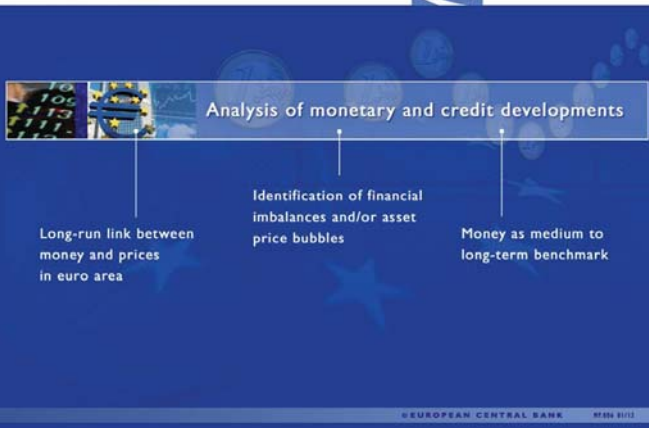 Analysis of monetary and credit developments
Long-run link between
money and prices
in euro area
Identification of financial
imbalances and/or asset
price bubbles
Money as medium to
long-term benchmark
© EUROPEAN CENTRAL BANK